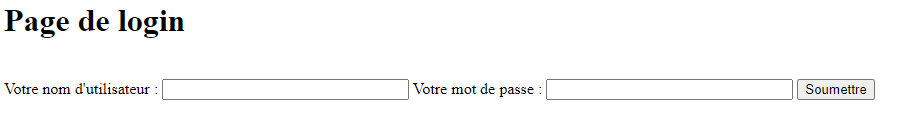 Page de login
Votre nom d'utilisateur : Votre mot de passe : Soumettre